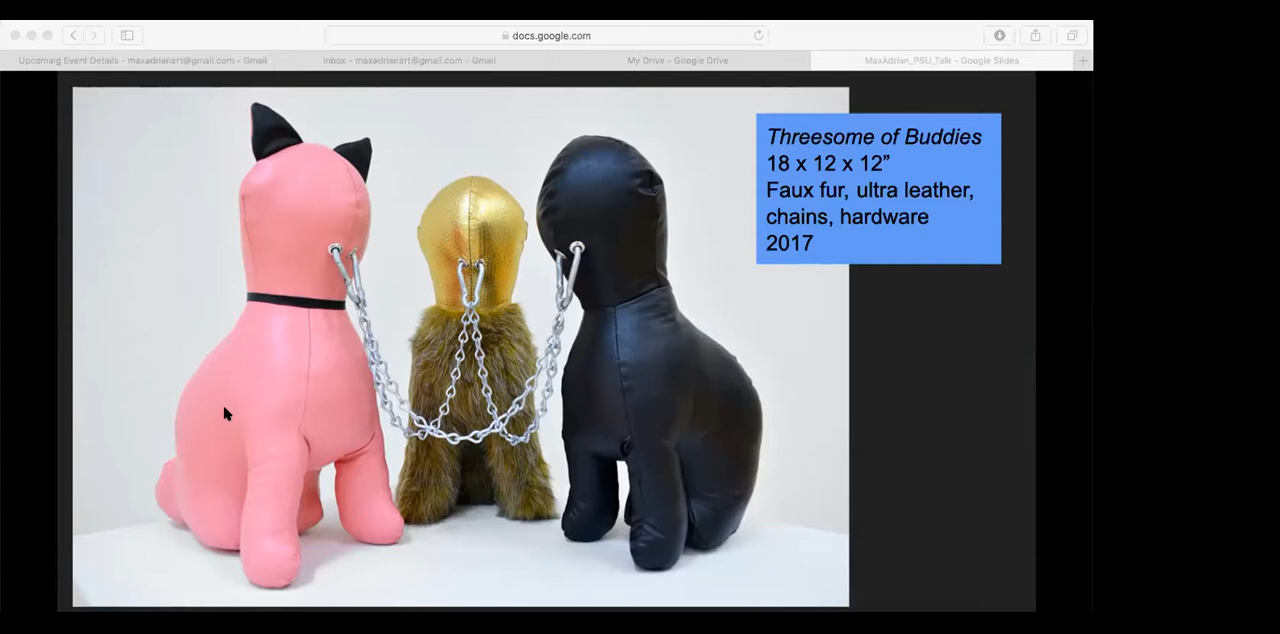 docs.google.com
Upcoming Event Details - maxadrianart@gmail.com - Gmail
Inbox - maxadrianart@gmail.com - Gmail
My Drive - Google Drive
MaxAdrian_PSU_Talk - Google Slides
Threesome of Buddies
18 x 12 x 12”
Faux fur, ultra leather,
chains, hardware
2017